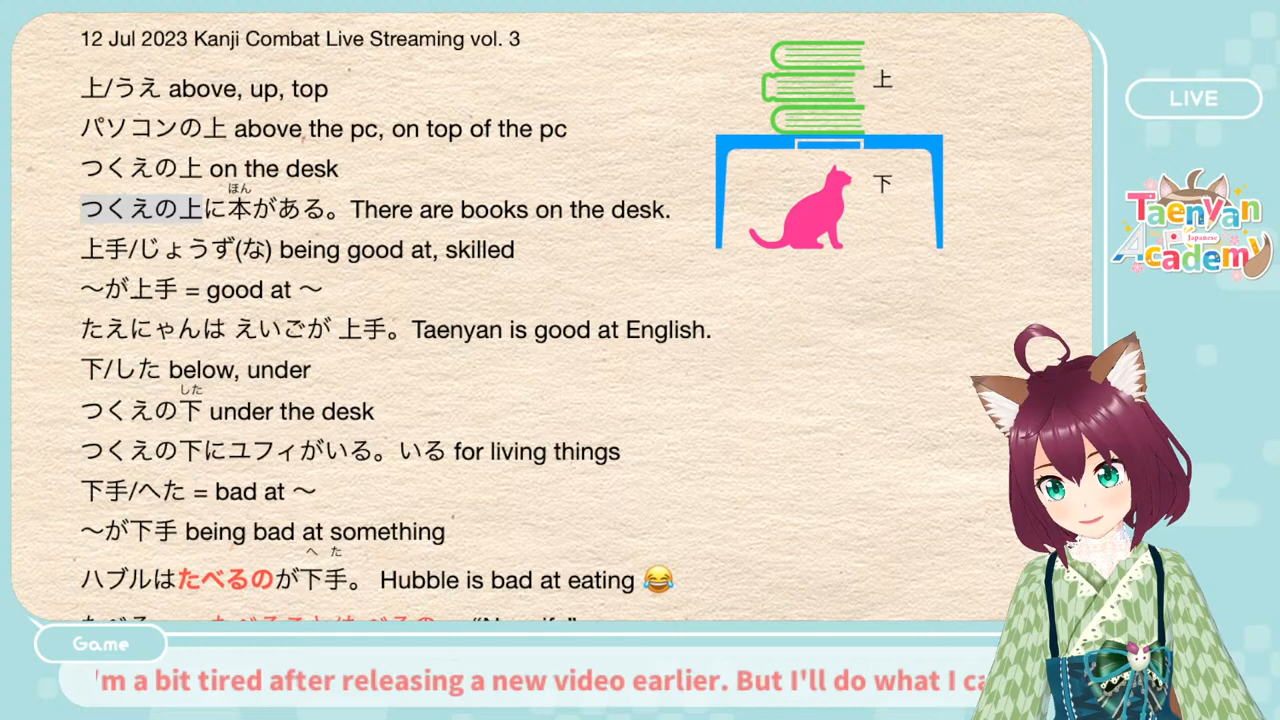 12 Jul 2023 Kanji Combat Live Streaming vol. 3
上/うえ above, up, top
パソコンの上 above the pc, on top of the pc
つくえの上 on the desk
ほん
つくえの上に本がある。There are books on the desk.
上手/じょうず(な) being good at, skilled
〜が上手 = good at 〜
たえにゃんは えいごが 上手。Taenyan is good at English.
下/した below, under
した
つくえの下 under the desk
つくえの下にユフィがいる。いる for living things
下手/へた = bad at 〜
〜が下手 being bad at something
へ た
ハブルはたべるのが下手。 Hubble is bad at eating 😂
上
下
LIVE
Taenyan
Japanese
Academy
Game
'm a bit tired after releasing a new video earlier. But I'll do what I ca